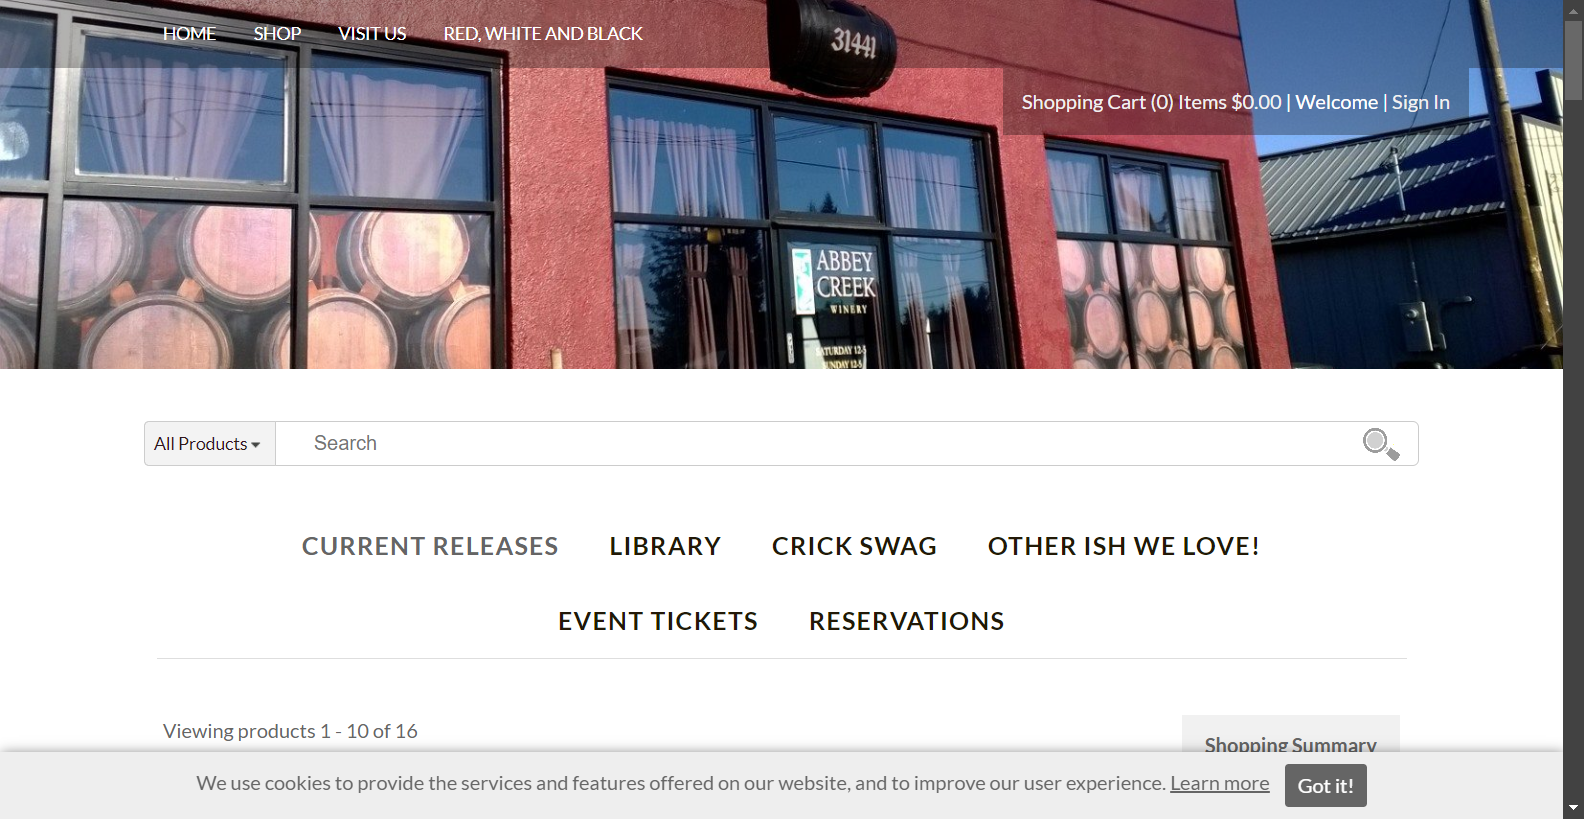 HOME SHOP VISIT US RED, WHITE AND BLACK
31441
Shopping Cart (0) Items $0.00 | Welcome | Sign In
ABBEY
CREEK
WINERY
SATURDAY 12-5
SUNDAY 12-5
All Products Search
CURRENT RELEASES LIBRARY CRICK SWAG OTHER ISH WE LOVE!
EVENT TICKETS RESERVATIONS
Viewing products 1 - 10 of 16
Shopping Summary
We use cookies to provide the services and features offered on our website, and to improve our user experience. Learn more Got it!